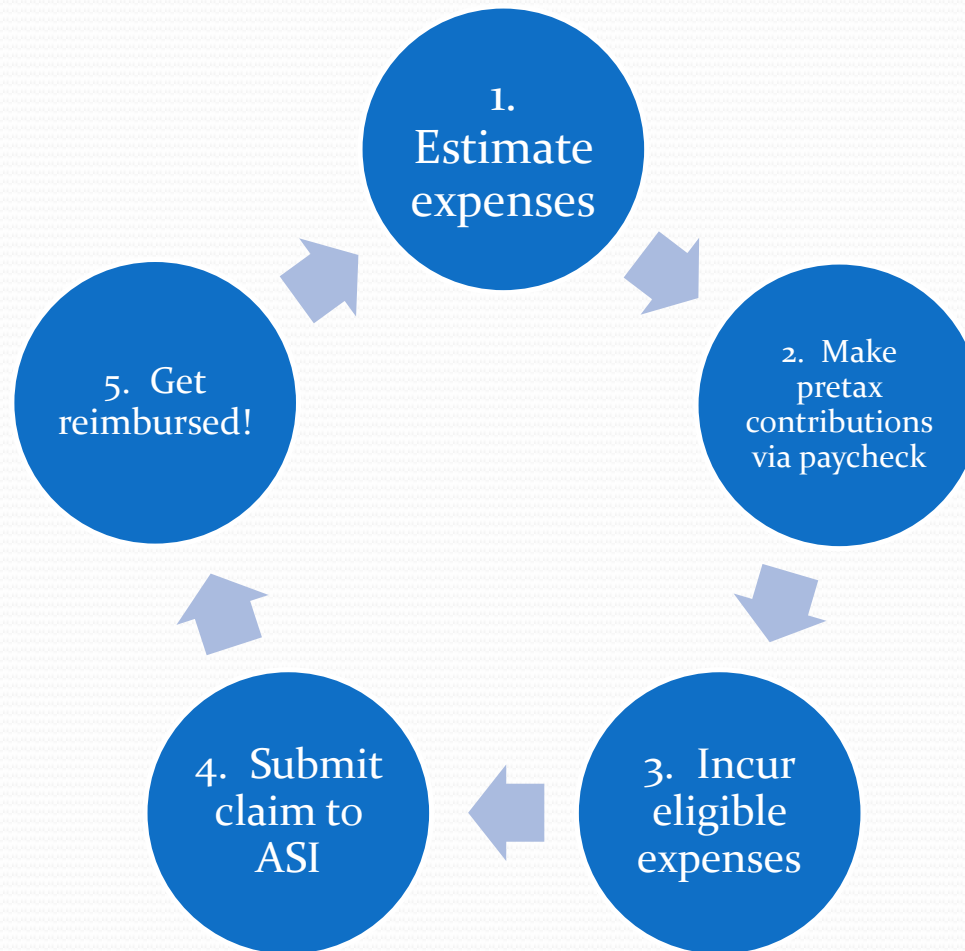 1.
Estimate
expenses
2.  Make
pretax
contributions
via paycheck
3.  Incur
eligible
expenses
4.  Submit
claim to
ASI
5.  Get
reimbursed!